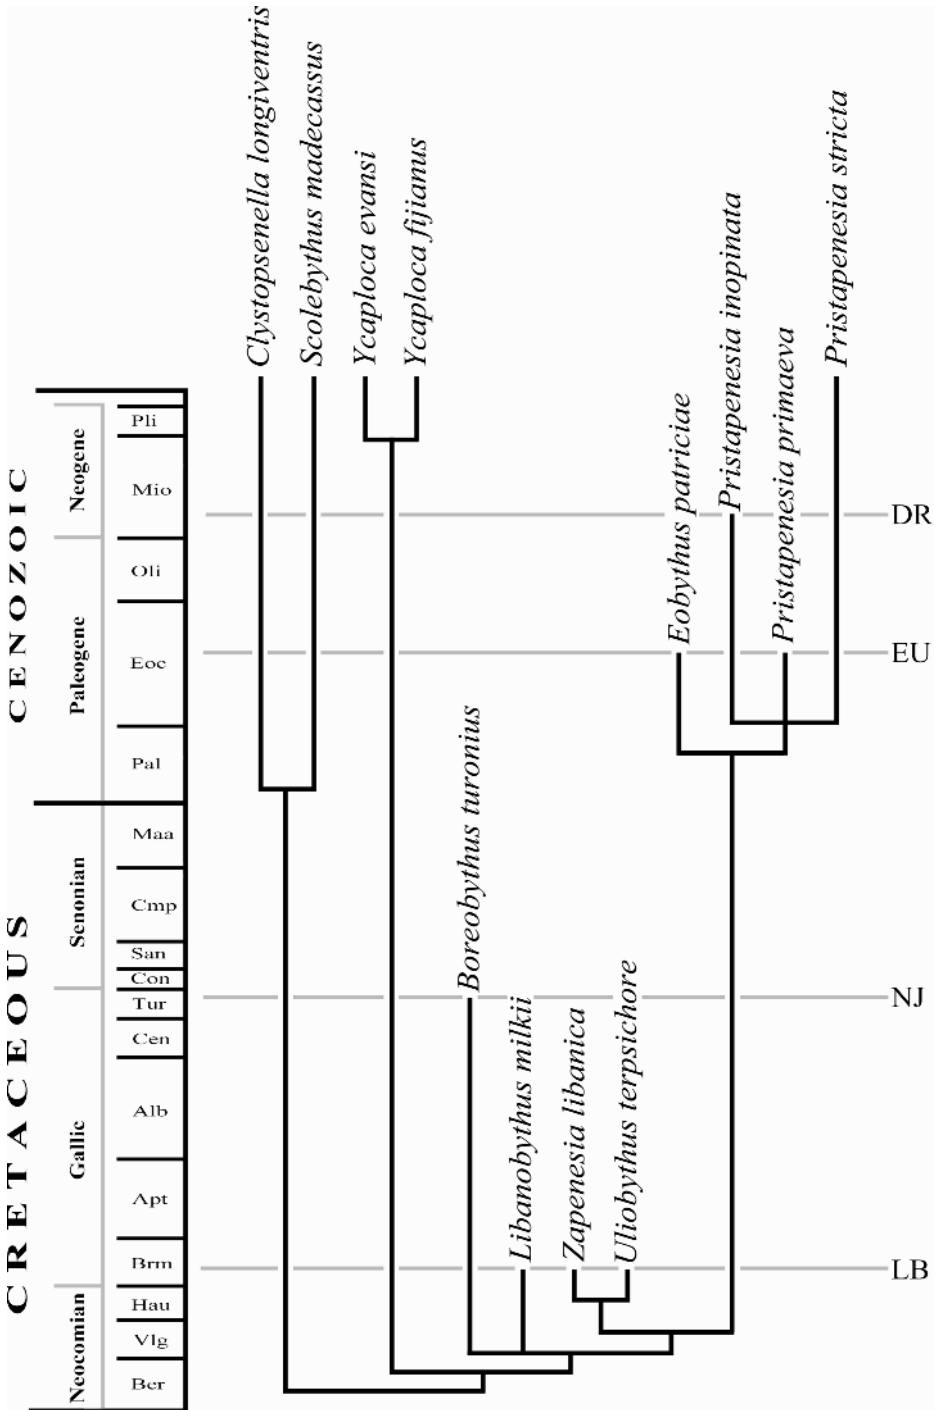 Clystopsenella longiventris
Scolebythus madecassus
Ycaploca evansi
Ycaploca fijianus
Boreobythus turonius
Libanobythus milkii
Zapenesia libanica
Uliobythus terpsichore
Eobythus patriciae
Pristapenesia inopinata
Pristapenesia primaeva
Pristapenesia stricta
CENOZOIC
Neogene
Pli
Mio
Paleogene
Oli
Eoc
Pal
CRETACEOUS
Senonian
Maa
Cmp
San
Con
Gallic
Tur
Cen
Alb
Apt
Brm
Neocomian
Hau
Vlg
Ber
DR
EU
NJ
LB